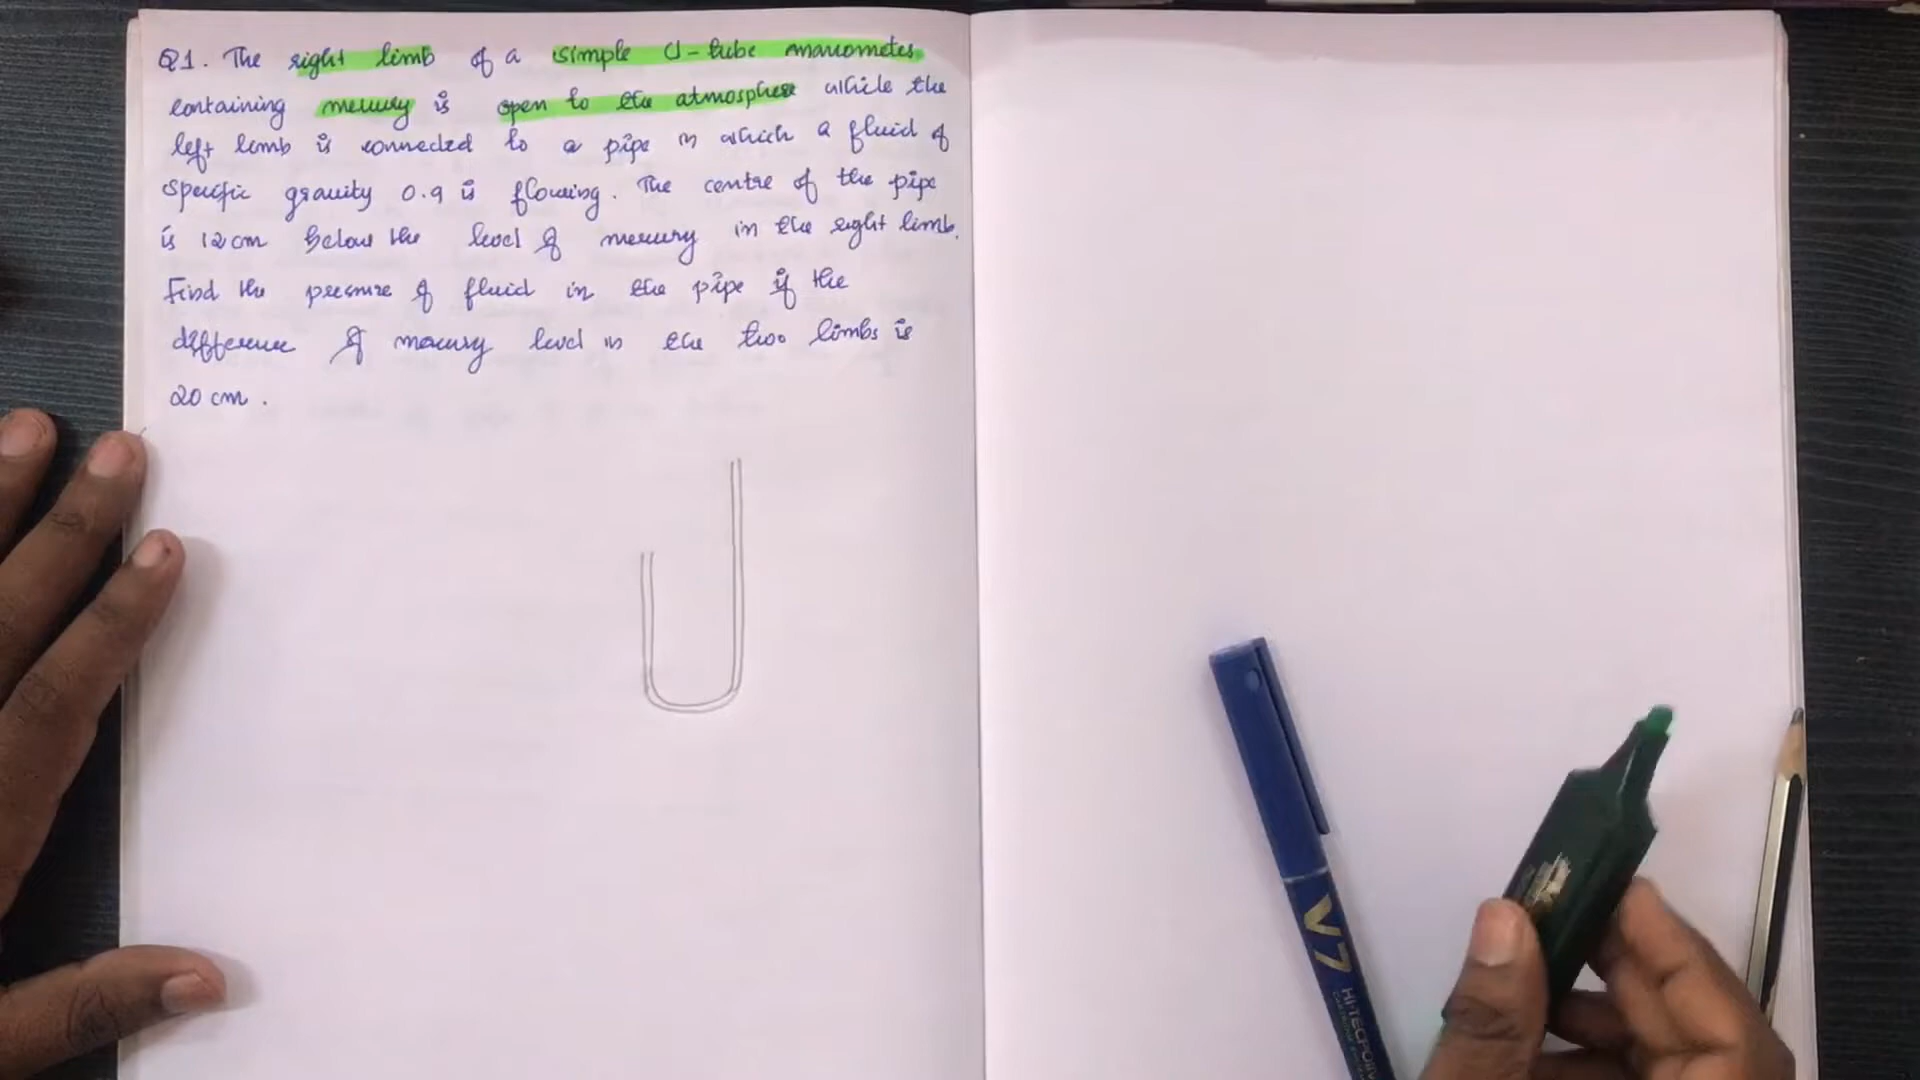 Q1. The right limb of a simple U-tube manometer
containing mercury is open to the atmosphere while the
left limb is connected to a pipe in which a fluid of
specific gravity 0.9 is flowing. The centre of the pipe
is 12 cm below the level of mercury in the right limb.
Find the pressure of fluid in the pipe if the
difference of mercury level in the two limbs is
20 cm.
V7
HI-TECPOINT